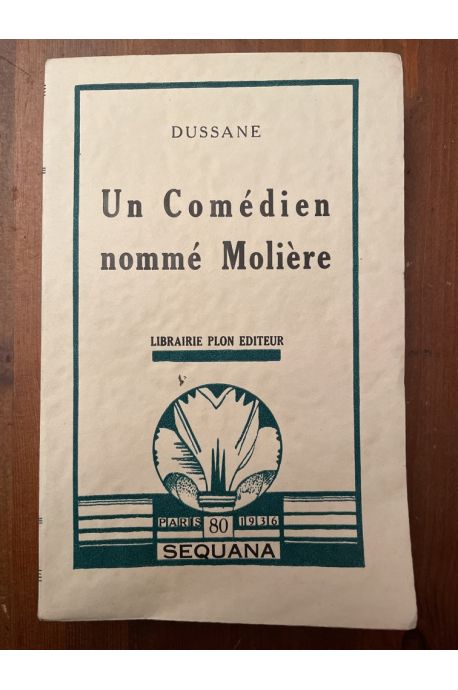 DUSSANE
Un Comédien
nommé Molière
LIBRAIRIE PLON EDITEUR
PARIS 80 1936
SEQUANA